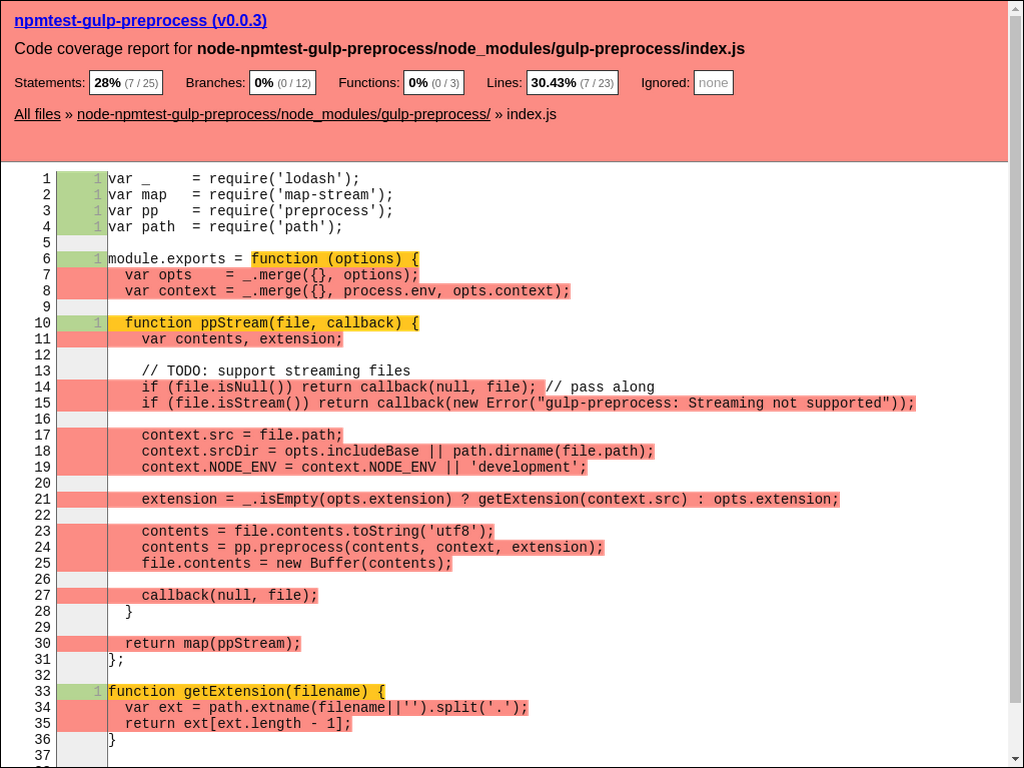 npmtest-gulp-preprocess (v0.0.3)
Code coverage report for node-npmtest-gulp-preprocess/node_modules/gulp-preprocess/index.js
Statements: 28% (7 / 25) Branches: 0% (0 / 12) Functions: 0% (0 / 3) Lines: 30.43% (7 / 23) Ignored: none
All files » node-npmtest-gulp-preprocess/node_modules/gulp-preprocess/ » index.js
1 1 var _     = require('lodash');
2 1 var map   = require('map-stream');
3 1 var pp    = require('preprocess');
4 1 var path  = require('path');
5
6 1 module.exports = function (options) {
7   var opts    = _.merge({}, options);
8   var context = _.merge({}, process.env, opts.context);
9
10 1   function ppStream(file, callback) {
11     var contents, extension;
12
13     // TODO: support streaming files
14     if (file.isNull()) return callback(null, file); // pass along
15     if (file.isStream()) return callback(new Error("gulp-preprocess: Streaming not supported"));
16
17     context.src = file.path;
18     context.srcDir = opts.includeBase || path.dirname(file.path);
19     context.NODE_ENV = context.NODE_ENV || 'development';
20
21     extension = _.isEmpty(opts.extension) ? getExtension(context.src) : opts.extension;
22
23     contents = file.contents.toString('utf8');
24     contents = pp.preprocess(contents, context, extension);
25     file.contents = new Buffer(contents);
26
27     callback(null, file);
28   }
29
30   return map(ppStream);
31 };
32
33 1 function getExtension(filename) {
34   var ext = path.extname(filename||'').split('.');
35   return ext[ext.length - 1];
36 }
37